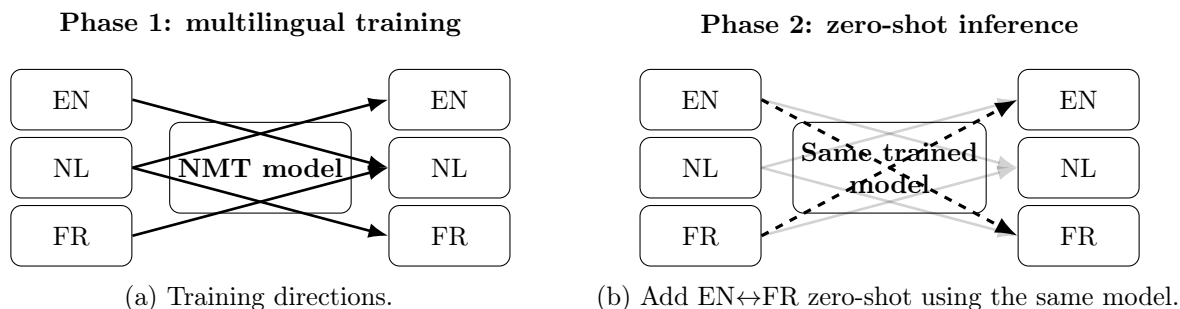 Phase 1: multilingual training
EN
NL
FR
NMT model
EN
NL
FR
(a) Training directions.
Phase 2: zero-shot inference
EN
NL
FR
Same trained
model
EN
NL
FR
(b) Add EN↔FR zero-shot using the same model.